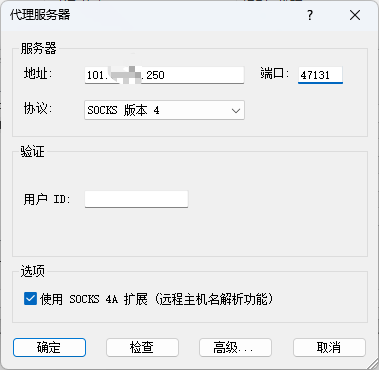 代理服务器
服务器
地址: 101. .250 端口: 47131
协议: SOCKS 版本 4
验证
用户 ID:
选项
使用 SOCKS 4A 扩展 (远程主机名解析功能)
确定 检查 高级... 取消